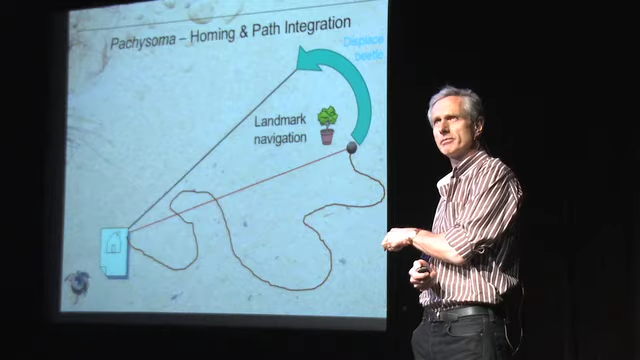 Pachysoma – Homing & Path Integration
Displace
beetle
Landmark
navigation